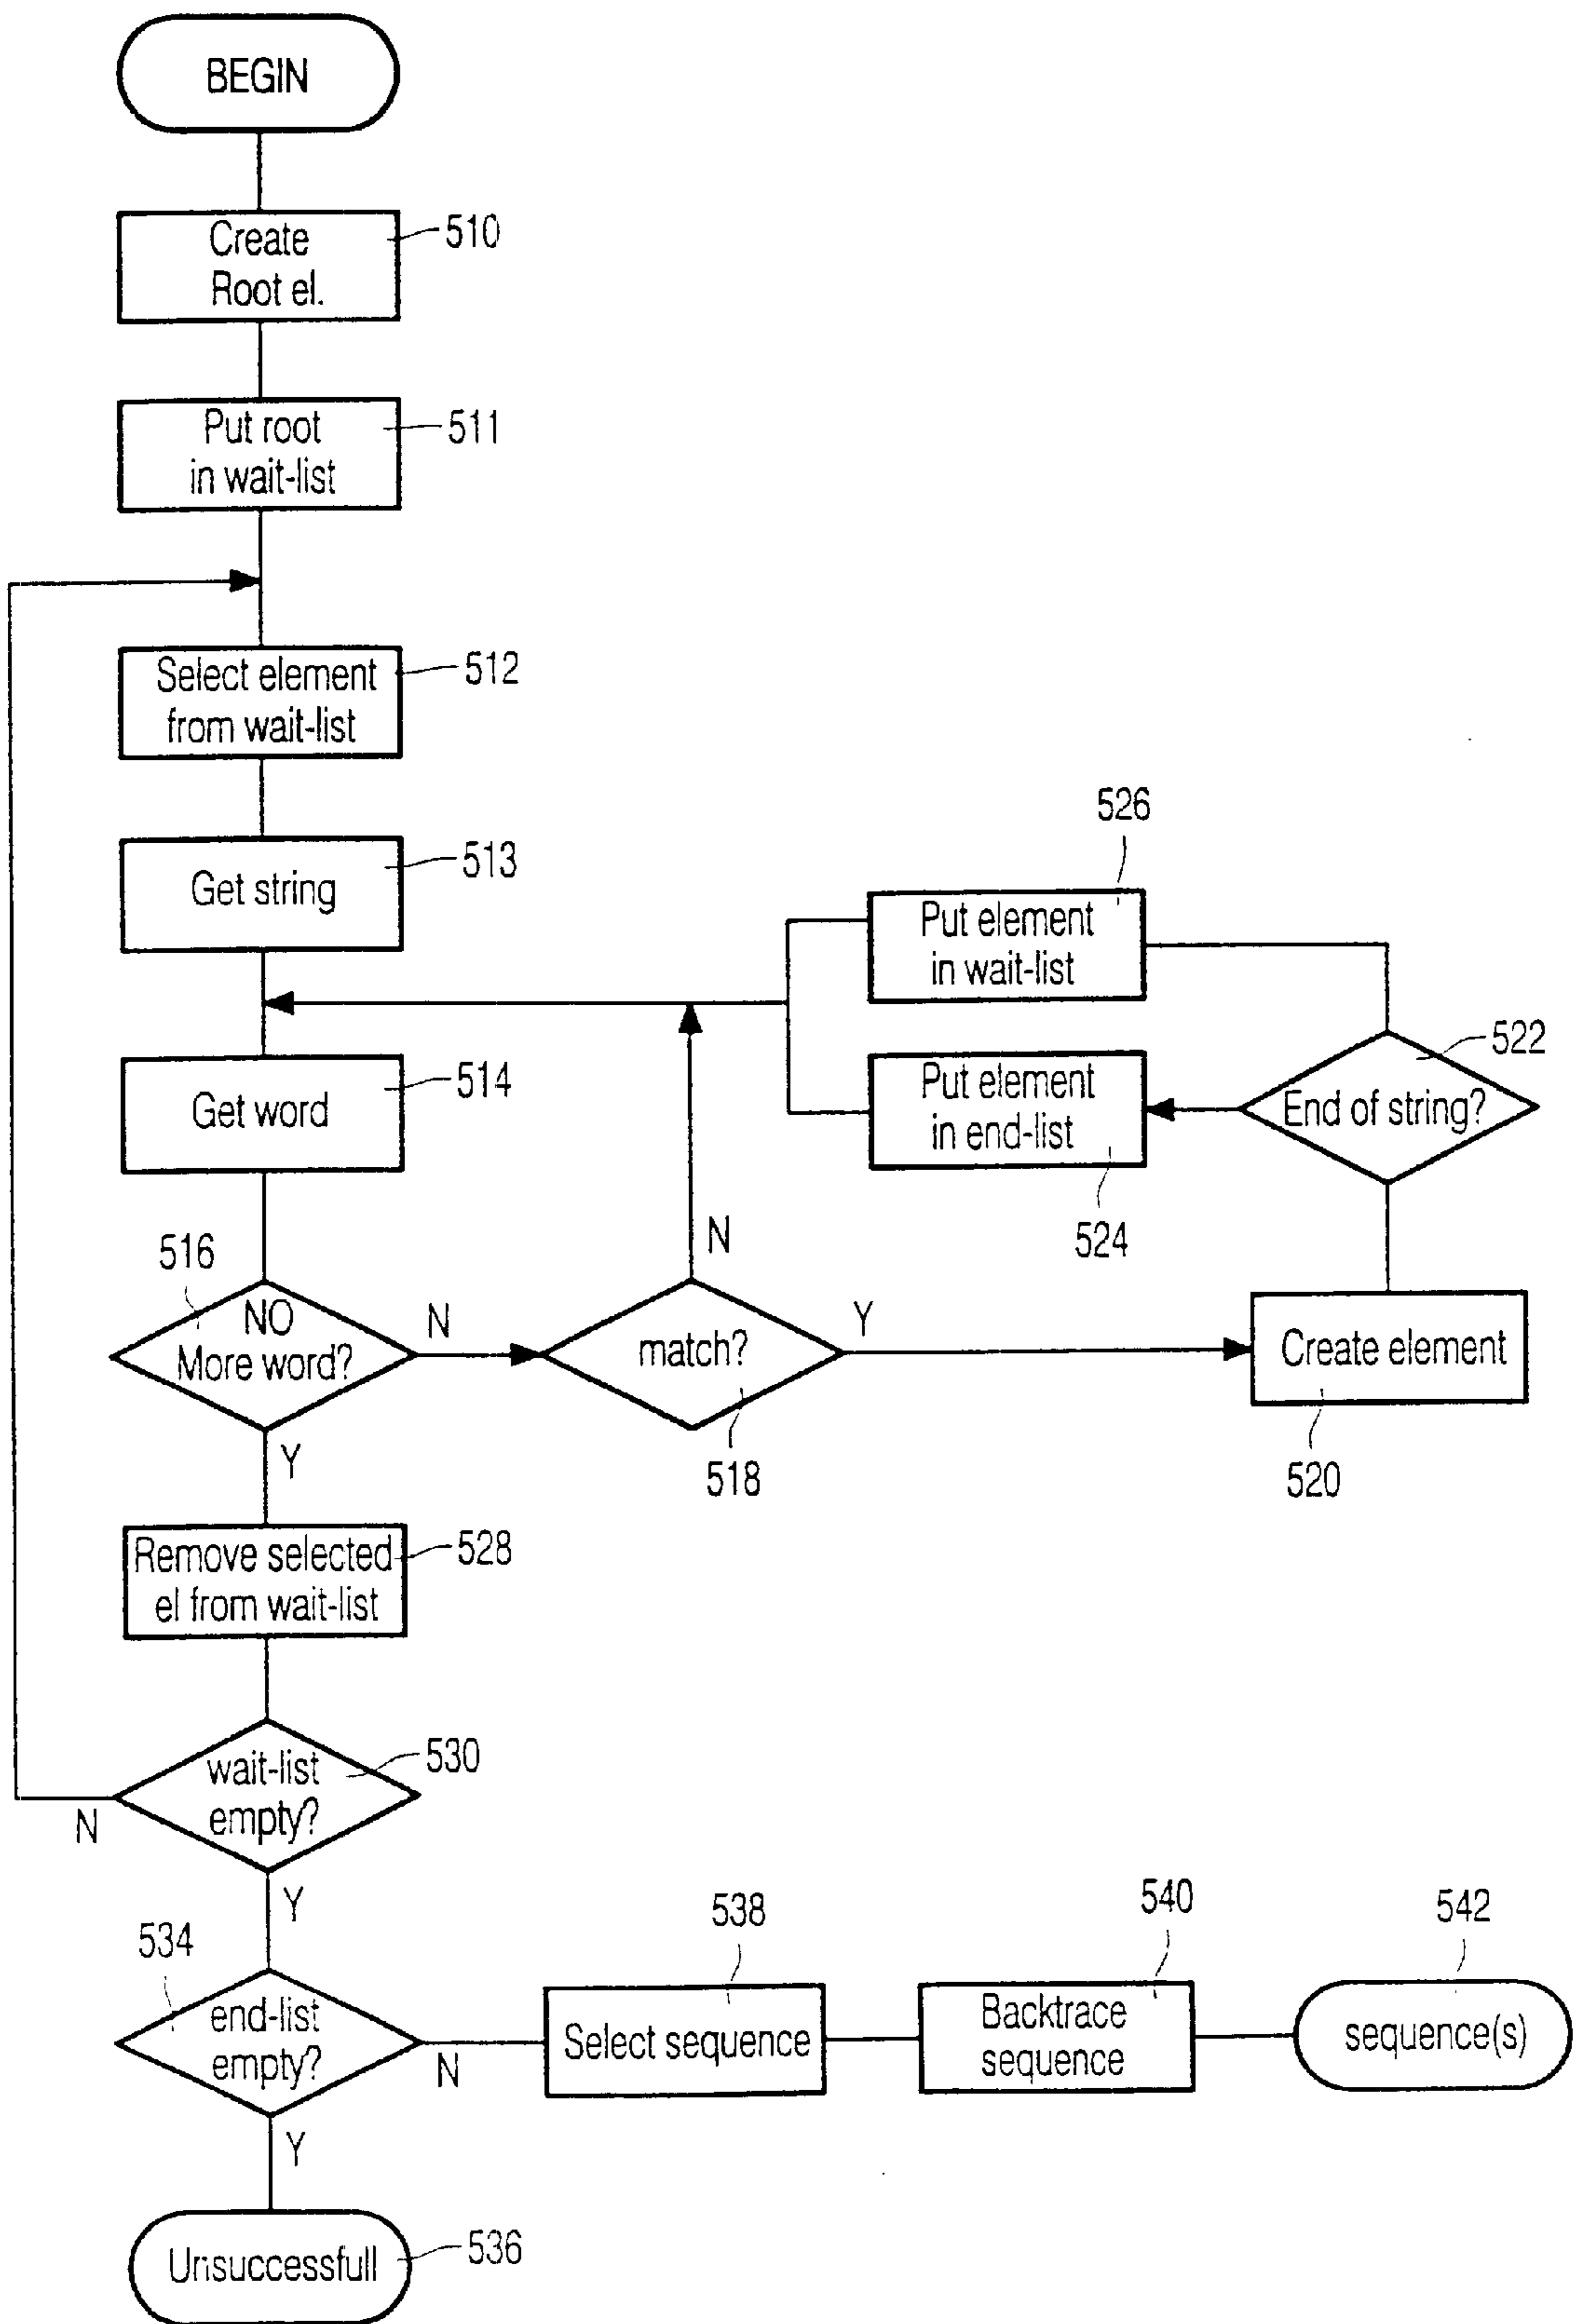 BEGIN
Create
Root el.
510
Put root
in wait-list
511
Select element
from wait-list
512
Get string
513
526
Put element
in wait-list
522
End of string?
Put element
in end-list
524
Get word
514
516
NO
More word?
N
N
match?
518
Y
Create element
520
Y
Remove selected
el from wait-list
528
wait-list
empty?
530
N
Y
534
end-list
empty?
N
538
Select sequence
540
Backtrace
sequence
542
sequence(s)
Y
Unsuccessfull
536